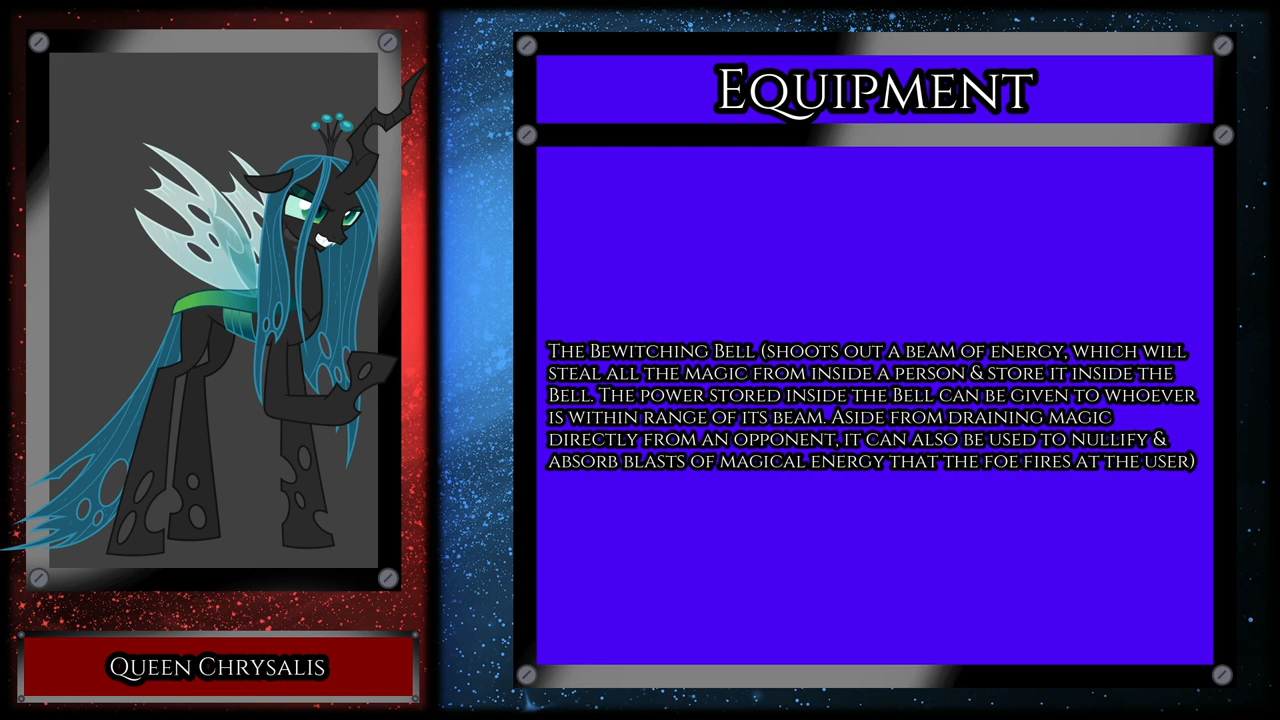 Equipment
The Bewitching Bell (shoots out a beam of energy, which will
steal all the magic from inside a person & store it inside the
Bell. The power stored inside the Bell can be given to whoever
is within range of its beam. Aside from draining magic
directly from an opponent, it can also be used to nullify &
absorb blasts of magical energy that the foe fires at the user)
Queen Chrysalis